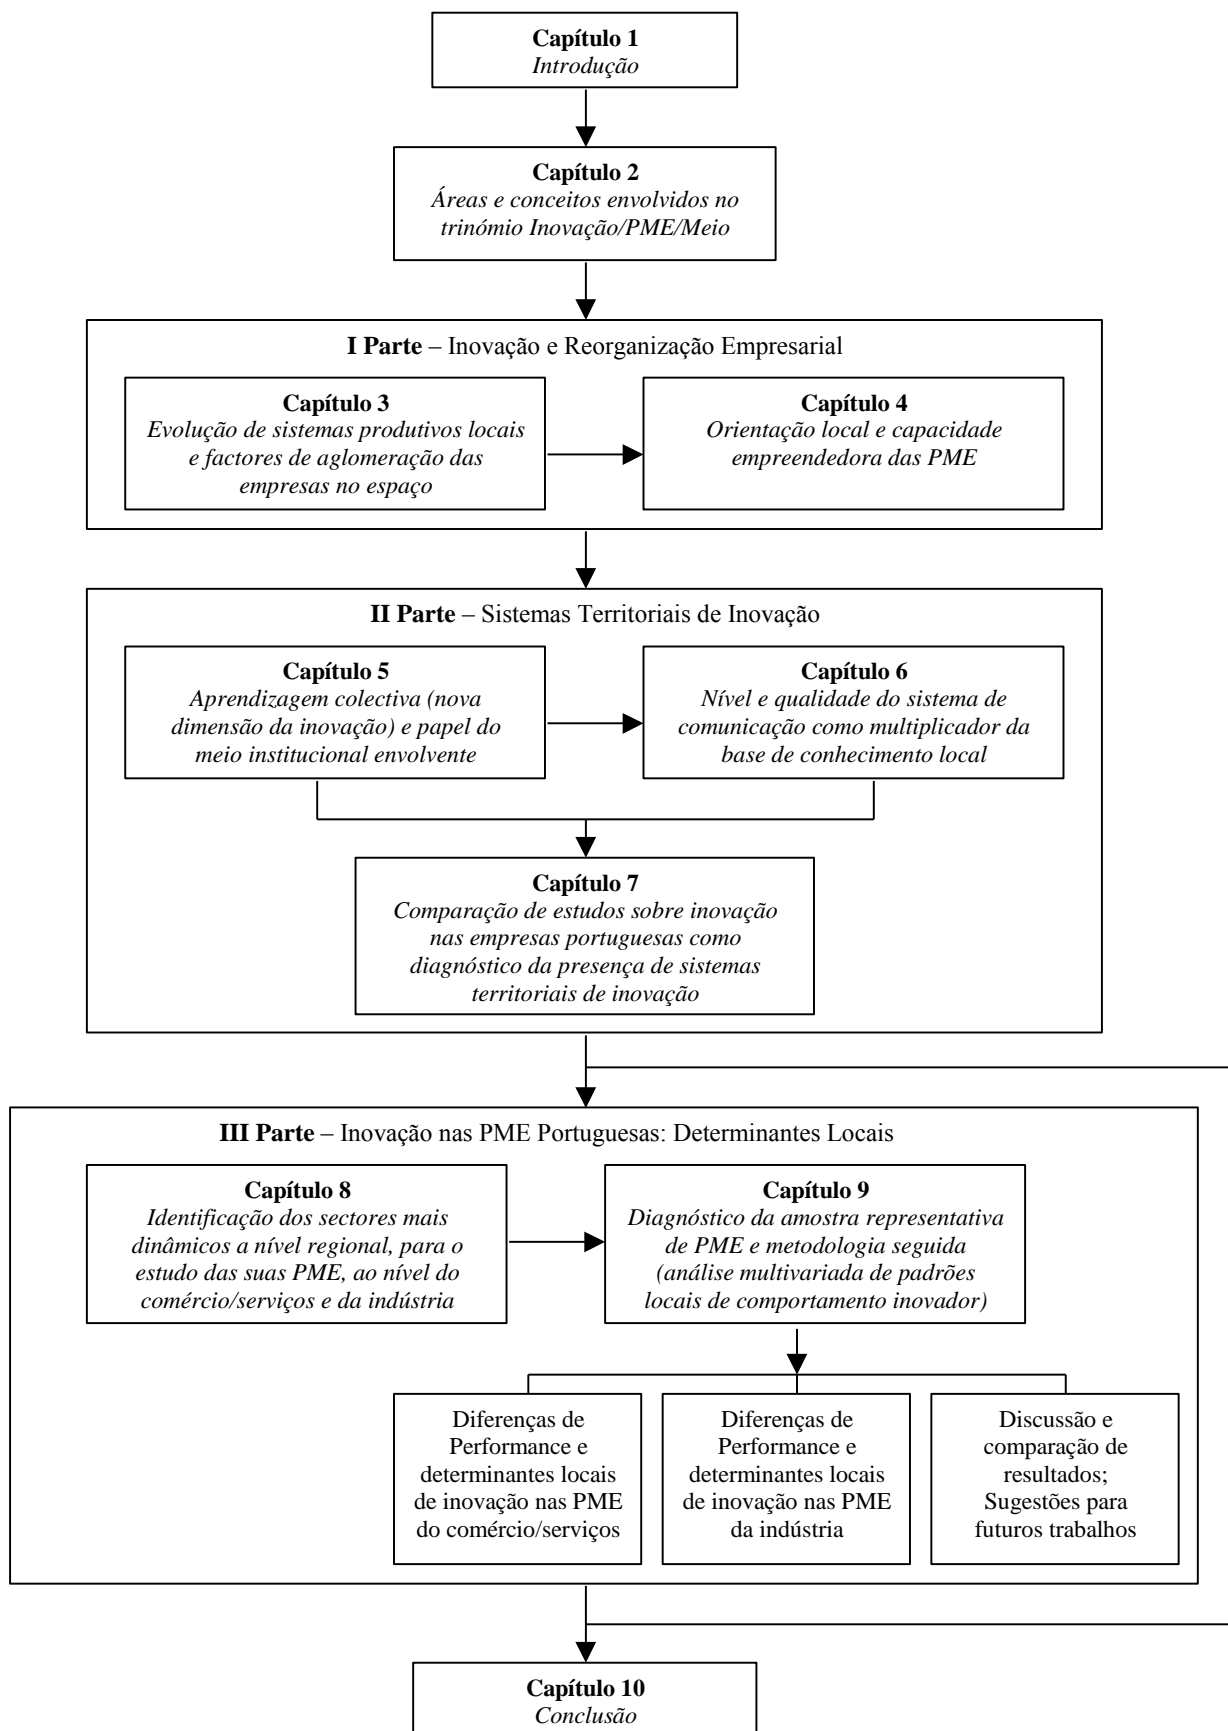 Capítulo 1
Introdução
Capítulo 2
Áreas e conceitos envolvidos no
trinómio Inovação/PME/Meio
I Parte – Inovação e Reorganização Empresarial
Capítulo 3
Evolução de sistemas produtivos locais
e factores de aglomeração das
empresas no espaço
Capítulo 4
Orientação local e capacidade
empreendedora das PME
II Parte – Sistemas Territoriais de Inovação
Capítulo 5
Aprendizagem colectiva (nova
dimensão da inovação) e papel do
meio institucional envolvente
Capítulo 6
Nível e qualidade do sistema de
comunicação como multiplicador da
base de conhecimento local
Capítulo 7
Comparação de estudos sobre inovação
nas empresas portuguesas como
diagnóstico da presença de sistemas
territoriais de inovação
III Parte – Inovação nas PME Portuguesas: Determinantes Locais
Capítulo 8
Identificação dos sectores mais
dinâmicos a nível regional, para o
estudo das suas PME, ao nível do
comércio/serviços e da indústria
Capítulo 9
Diagnóstico da amostra representativa
de PME e metodologia seguida
(análise multivariada de padrões
locais de comportamento inovador)
Diferenças de
Performance e
determinantes locais
de inovação nas PME
do comércio/serviços
Diferenças de
Performance e
determinantes locais
de inovação nas PME
da indústria
Discussão e
comparação de
resultados;
Sugestões para
futuros trabalhos
Capítulo 10
Conclusão